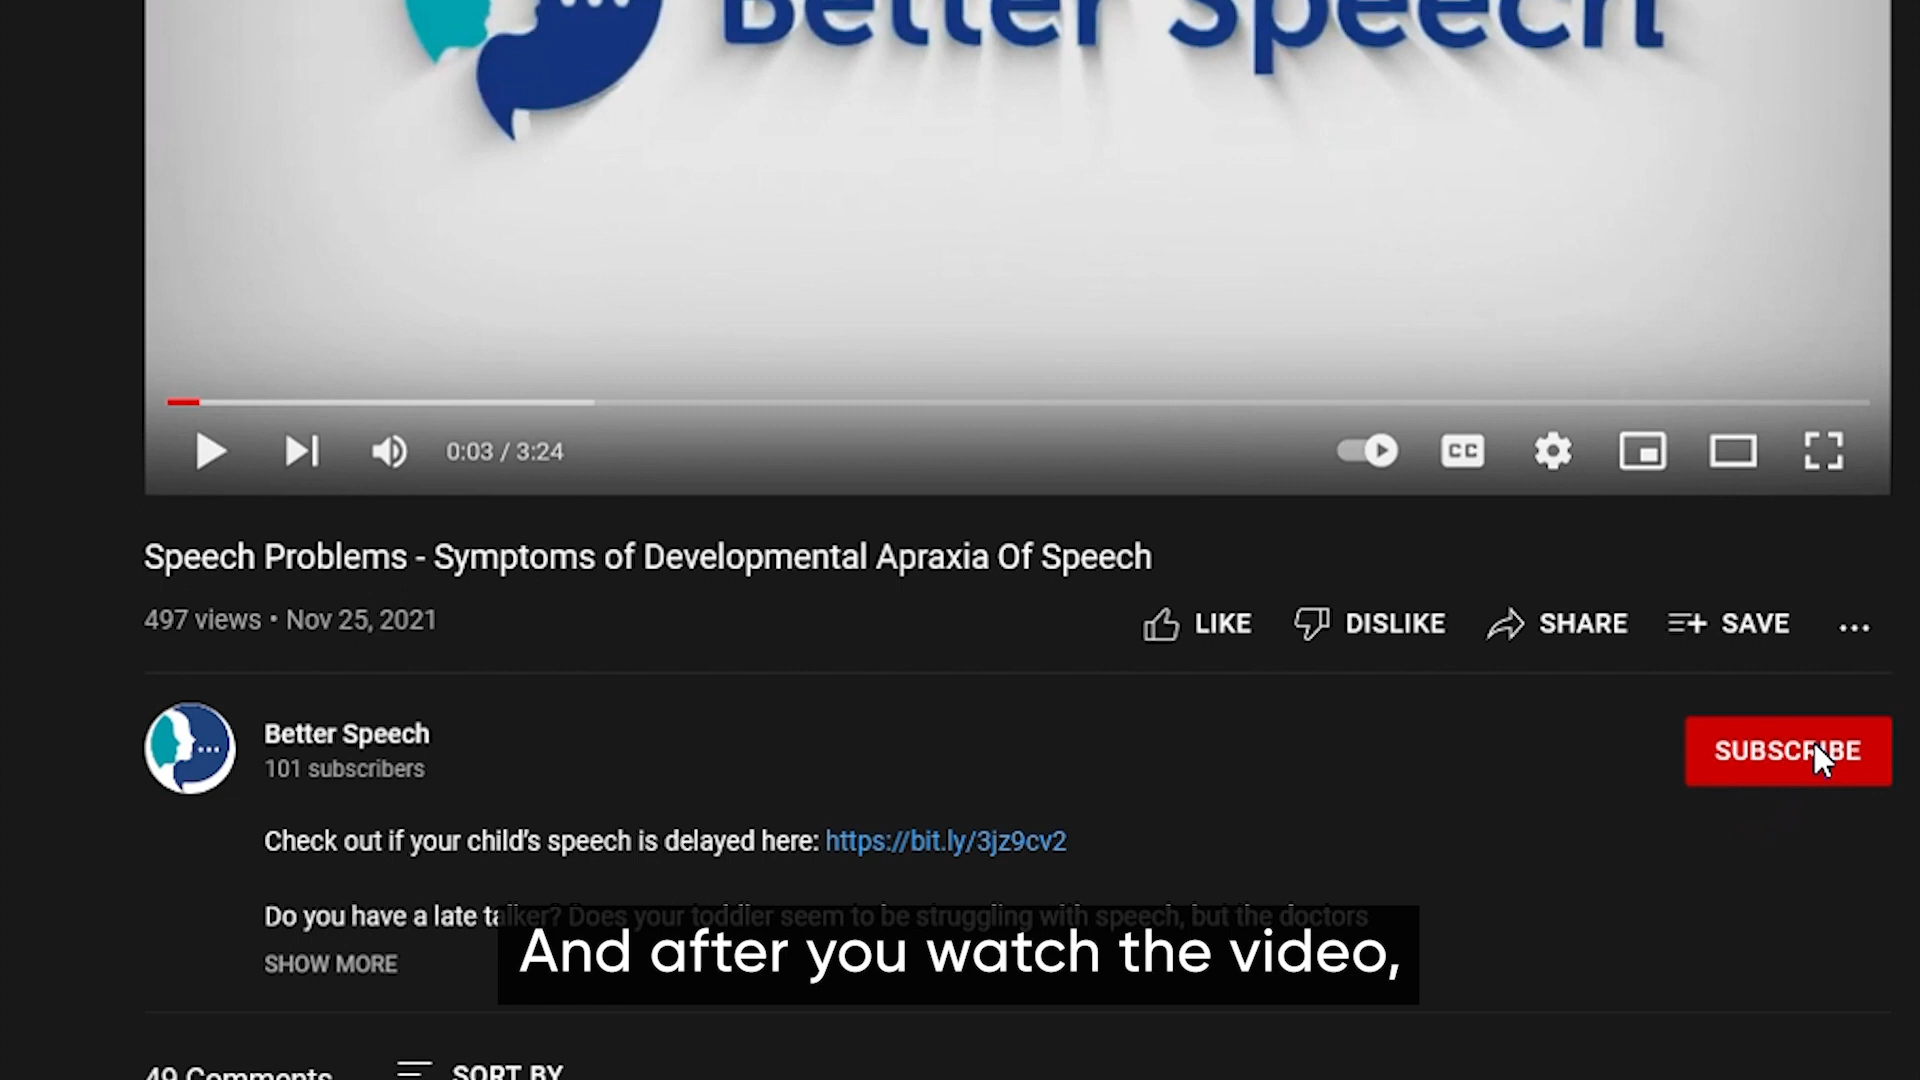 Better Speech
0:03 / 3:24
CC
Speech Problems - Symptoms of Developmental Apraxia Of Speech
497 views • Nov 25, 2021
LIKE
DISLIKE
SHARE
SAVE
Better Speech
101 subscribers
SUBSCRIBE
Check out if your child's speech is delayed here: https://bit.ly/3jz9cv2
Do you have a late talker? Does your toddler seem to be struggling with speech, but the doctors
SHOW MORE
And after you watch the video,
49 Comments
SORT BY